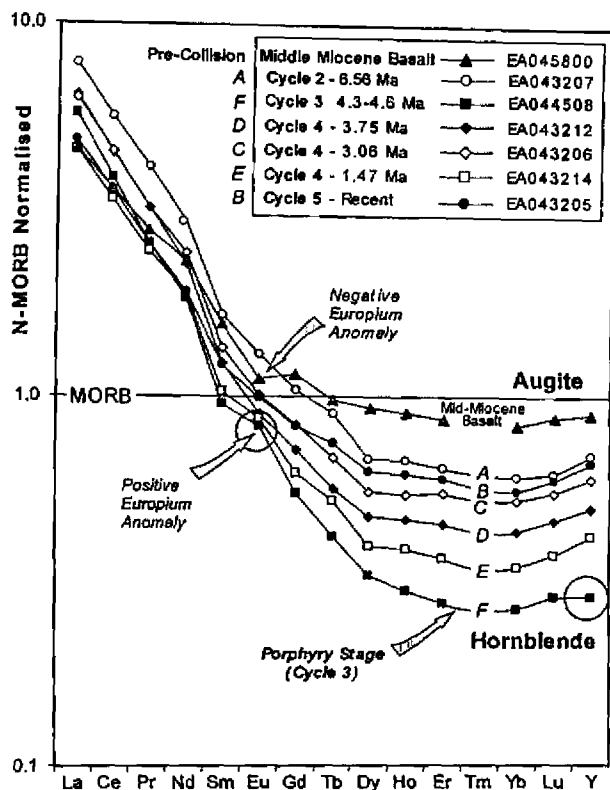 10.0
N-MORB Normalised
Pre-Collision Middle Miocene Basalt EA045800
A Cycle 2 - 6.56 Ma EA043207
F Cycle 3 4.3-4.6 Ma EA044508
D Cycle 4 - 3.75 Ma EA043212
C Cycle 4 - 3.06 Ma EA043206
E Cycle 4 - 1.47 Ma EA043214
B Cycle 5 - Recent EA043205
Negative
Europium
Anomaly
1.0
MORB
Augite
Mid-Miocene
Basalt
Positive
Europium
Anomaly
A
B
C
D
E
F
Hornblende
Porphyry Stage
(Cycle 3)
0.1
La Ce Pr Nd Sm Eu Gd Tb Dy Ho Er Tm Yb Lu Y